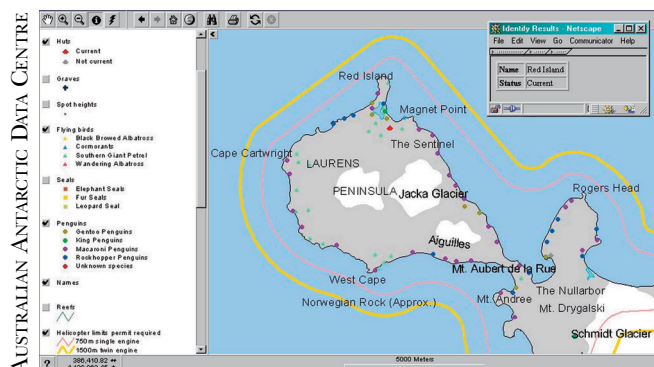 AUSTRALIAN ANTARCTIC DATA CENTRE
Huts
Current
Not current
Graves
Spot heights
Flying birds
Black Browed Albatross
Cormorants
Southern Giant Petrel
Wandering Albatross
Seals
Elephant Seals
Fur Seals
Leopard Seal
Penguins
Gentoo Penguins
King Penguins
Macaroni Penguins
Rockhopper Penguins
Unknown species
Names
Reefs
Helicopter limits permit required
750m single engine
1500m twin engine
Identify Results - Netscape
File Edit View Go Communicator Help
Name Red Island
Status Current
Red Island
Magnet Point
The Sentinel
Cape Cartwright
LAURENS
PENINSULA
Jacka Glacier
Rogers Head
Aiguilles
Mt. Aubert de la Rue
West Cape
The Nullarbor
Norwegian Rock (Approx.)
Mt. Andree
Mt. Drygalski
Schmidt Glacier
386,410.82
5000 Meters